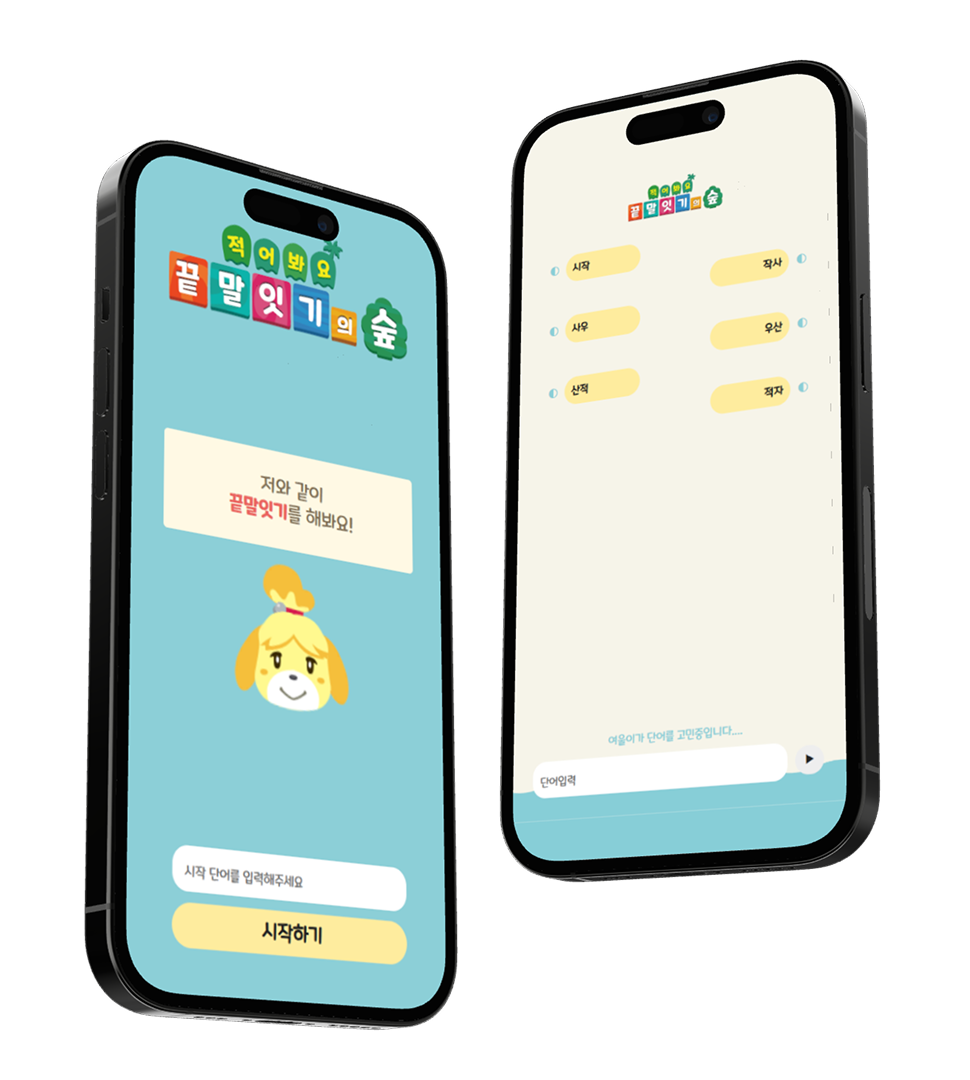 적어봐요
끝말잇기의 숲
저와 같이
끝말잇기를 해봐요!
시작 단어를 입력해주세요
시작하기
적어봐요
끝말잇기의 숲
시작
작사
사우
우산
산적
적자
여울이가 단어를 고민중입니다....
단어입력